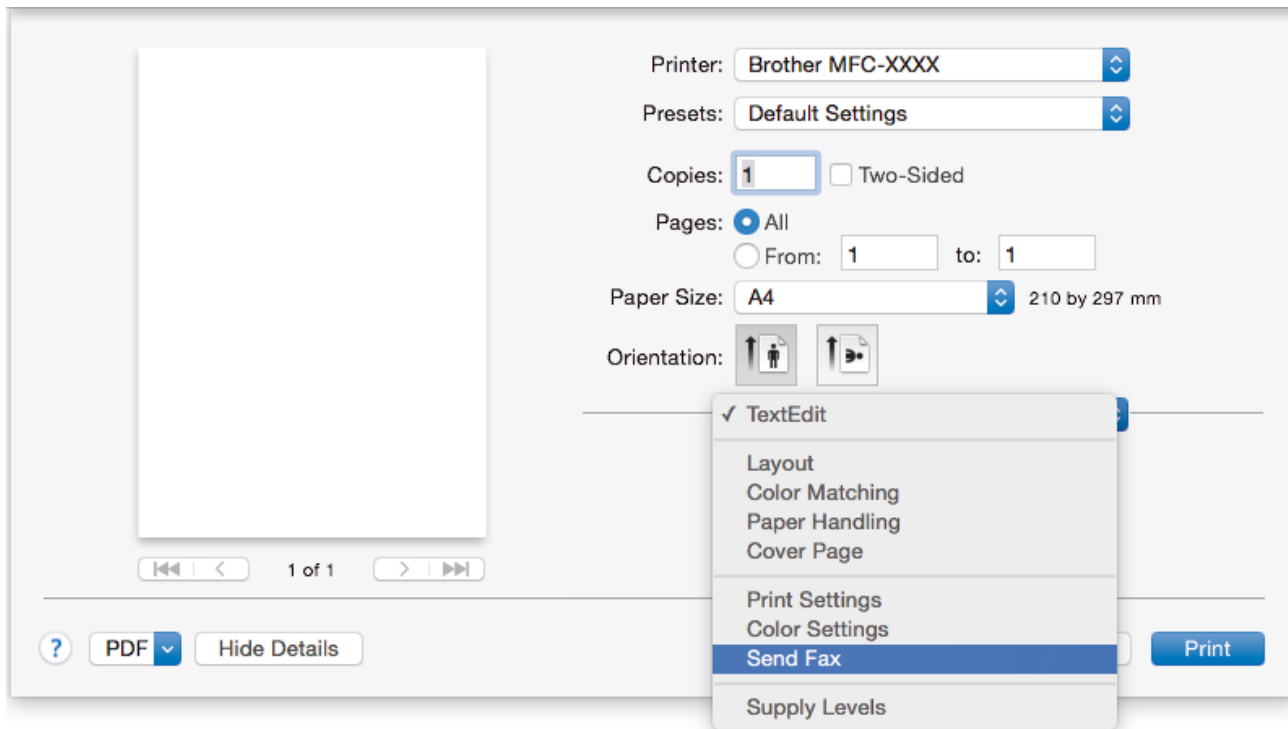 Printer: Brother MFC-XXXX
Presets: Default Settings
Copies: 1 Two-Sided
Pages: All
From: 1 to: 1
Paper Size: A4 210 by 297 mm
Orientation:
✓ TextEdit
Layout
Color Matching
Paper Handling
Cover Page
1 of 1
Print Settings
Color Settings
Send Fax
Supply Levels
? PDF Hide Details Print